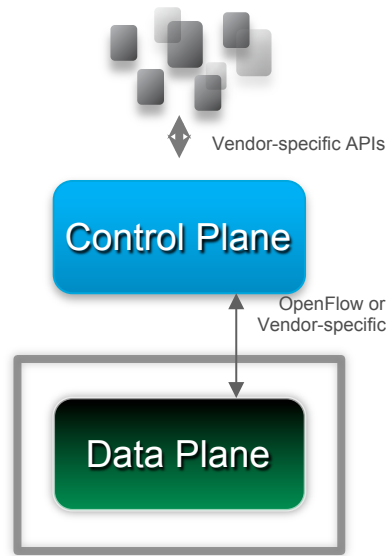 Vendor-specific APIs
Control Plane
OpenFlow or
Vendor-specific
Data Plane